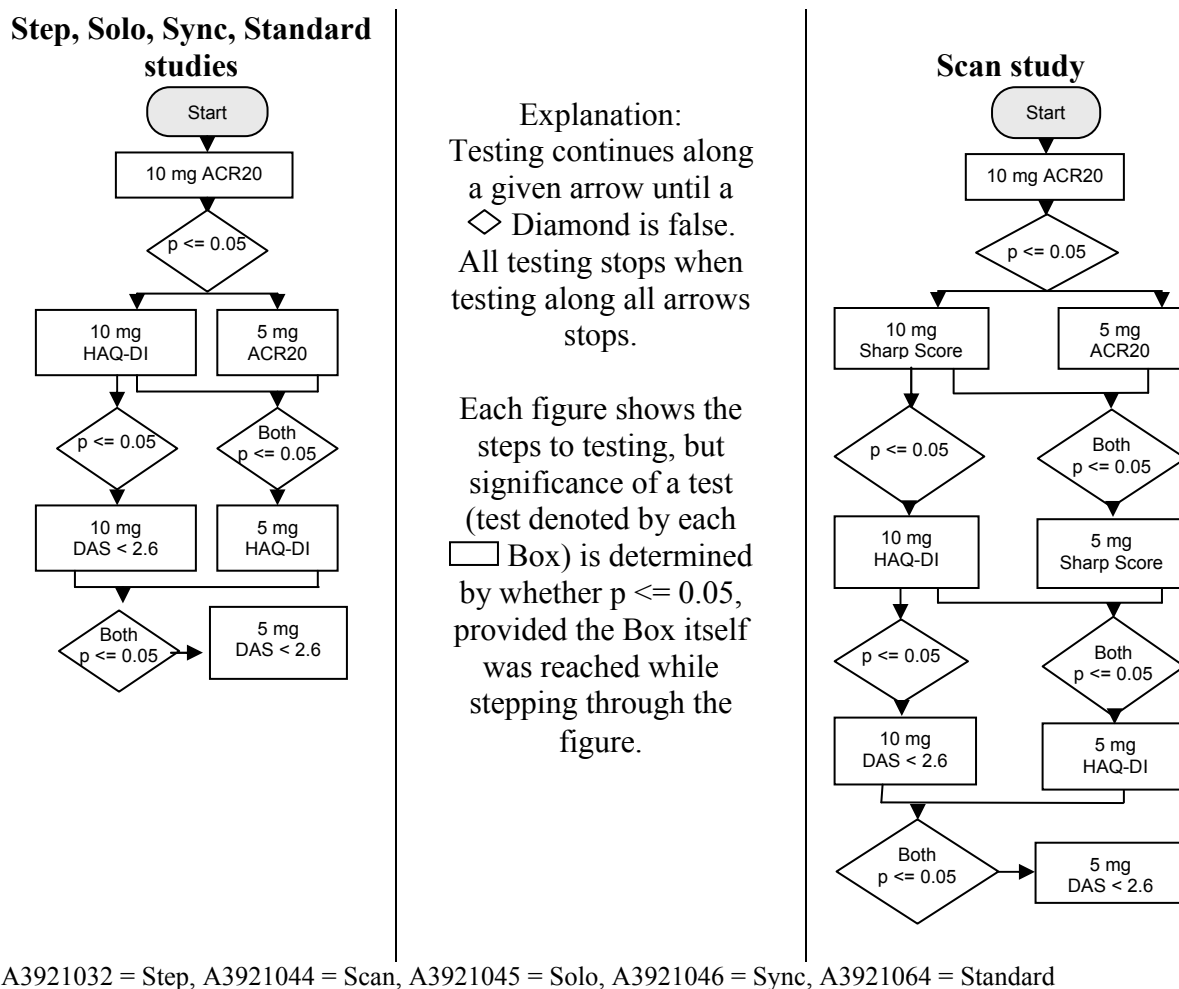 Step, Solo, Sync, Standard
studies
Start
10 mg ACR20
p <= 0.05
10 mg
HAQ-DI
5 mg
ACR20
p <= 0.05
Both
p <= 0.05
10 mg
DAS < 2.6
5 mg
HAQ-DI
Both
p <= 0.05
5 mg
DAS < 2.6
Explanation:
Testing continues along
a given arrow until a
Diamond is false.
All testing stops when
testing along all arrows
stops.
Each figure shows the
steps to testing, but
significance of a test
(test denoted by each
Box) is determined
by whether p <= 0.05,
provided the Box itself
was reached while
stepping through the
figure.
Scan study
Start
10 mg ACR20
p <= 0.05
10 mg
Sharp Score
5 mg
ACR20
p <= 0.05
Both
p <= 0.05
10 mg
HAQ-DI
5 mg
Sharp Score
p <= 0.05
Both
p <= 0.05
10 mg
DAS < 2.6
5 mg
HAQ-DI
Both
p <= 0.05
5 mg
DAS < 2.6
A3921032 = Step, A3921044 = Scan, A3921045 = Solo, A3921046 = Sync, A3921064 = Standard